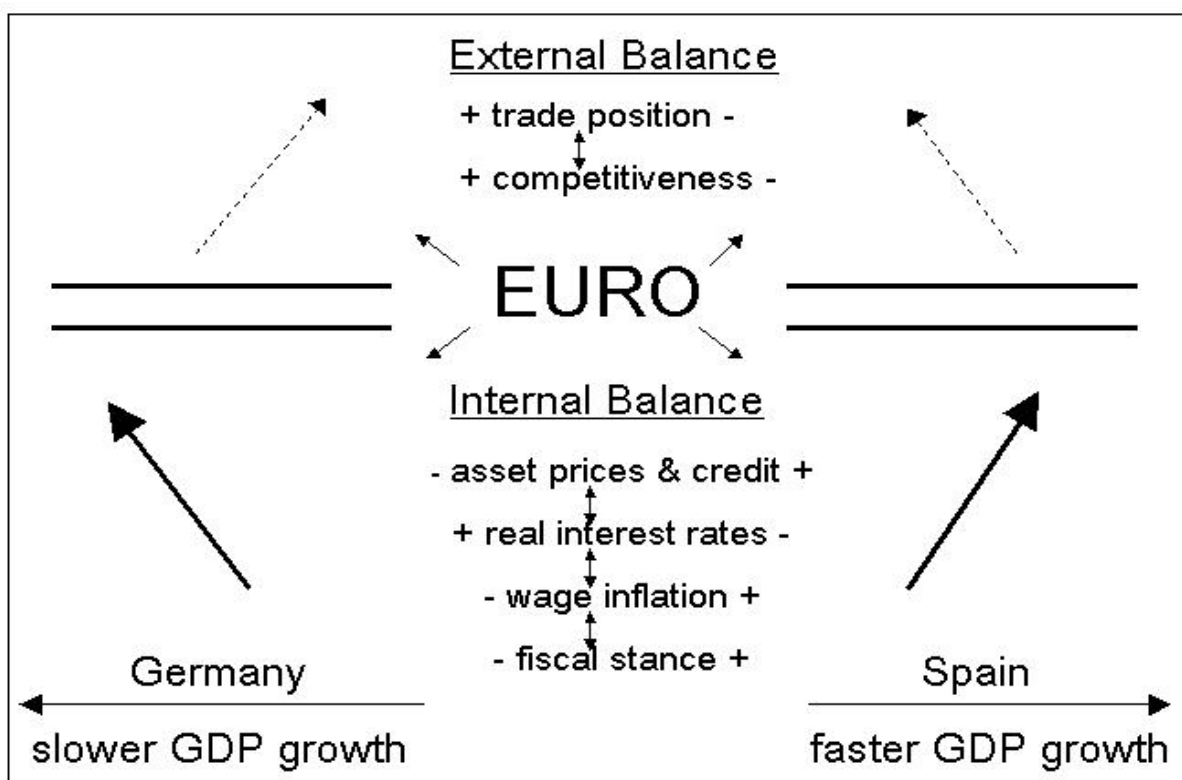 External Balance
+ trade position -
+ competitiveness -
EURO
Internal Balance
- asset prices & credit +
+ real interest rates -
- wage inflation +
- fiscal stance +
Germany
slower GDP growth
Spain
faster GDP growth